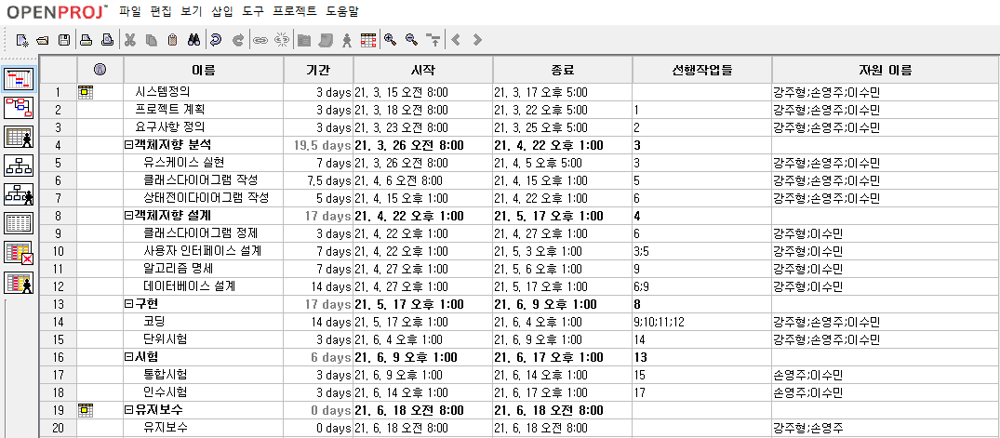 OPENPROJ™ 파일 편집 보기 삽입 도구 프로젝트 도움말
이름 기간 시작 종료 선행작업들 자원 이름
1 시스템정의 3 days 21. 3. 15 오전 8:00 21. 3. 17 오후 5:00 강주형;손영주;이수민
2 프로젝트 계획 3 days 21. 3. 18 오전 8:00 21. 3. 22 오후 5:00 1 강주형;손영주;이수민
3 요구사항 정의 3 days 21. 3. 23 오전 8:00 21. 3. 25 오후 5:00 2 강주형;손영주;이수민
4 객체지향 분석 19.5 days 21. 3. 26 오전 8:00 21. 4. 22 오후 1:00 3
5 유스케이스 실현 7 days 21. 3. 26 오전 8:00 21. 4. 5 오후 5:00 3 강주형;손영주;이수민
6 클래스다이어그램 작성 7.5 days 21. 4. 6 오전 8:00 21. 4. 15 오후 1:00 5 강주형;손영주;이수민
7 상태전이다이어그램 작성 5 days 21. 4. 15 오후 1:00 21. 4. 22 오후 1:00 6 강주형;손영주;이수민
8 객체지향 설계 17 days 21. 4. 22 오후 1:00 21. 5. 17 오후 1:00 4
9 클래스다이어그램 정제 3 days 21. 4. 22 오후 1:00 21. 4. 27 오후 1:00 6 강주형;이수민
10 사용자 인터페이스 설계 7 days 21. 4. 22 오후 1:00 21. 5. 3 오후 1:00 3;5 강주형;이수민
11 알고리즘 명세 7 days 21. 4. 27 오후 1:00 21. 5. 6 오후 1:00 9 강주형;이수민
12 데이터베이스 설계 14 days 21. 4. 27 오후 1:00 21. 5. 17 오후 1:00 6;9 강주형;이수민
13 구현 17 days 21. 5. 17 오후 1:00 21. 6. 9 오후 1:00 8
14 코딩 14 days 21. 5. 17 오후 1:00 21. 6. 4 오후 1:00 9;10;11;12 강주형;손영주;이수민
15 단위시험 3 days 21. 6. 4 오후 1:00 21. 6. 9 오후 1:00 14 강주형;손영주;이수민
16 시험 6 days 21. 6. 9 오후 1:00 21. 6. 17 오후 1:00 13
17 통합시험 3 days 21. 6. 9 오후 1:00 21. 6. 14 오후 1:00 15 손영주;이수민
18 인수시험 3 days 21. 6. 14 오후 1:00 21. 6. 17 오후 1:00 17 손영주;이수민
19 유지보수 0 days 21. 6. 18 오전 8:00 21. 6. 18 오전 8:00
20 유지보수 0 days 21. 6. 18 오전 8:00 21. 6. 18 오전 8:00 강주형;손영주